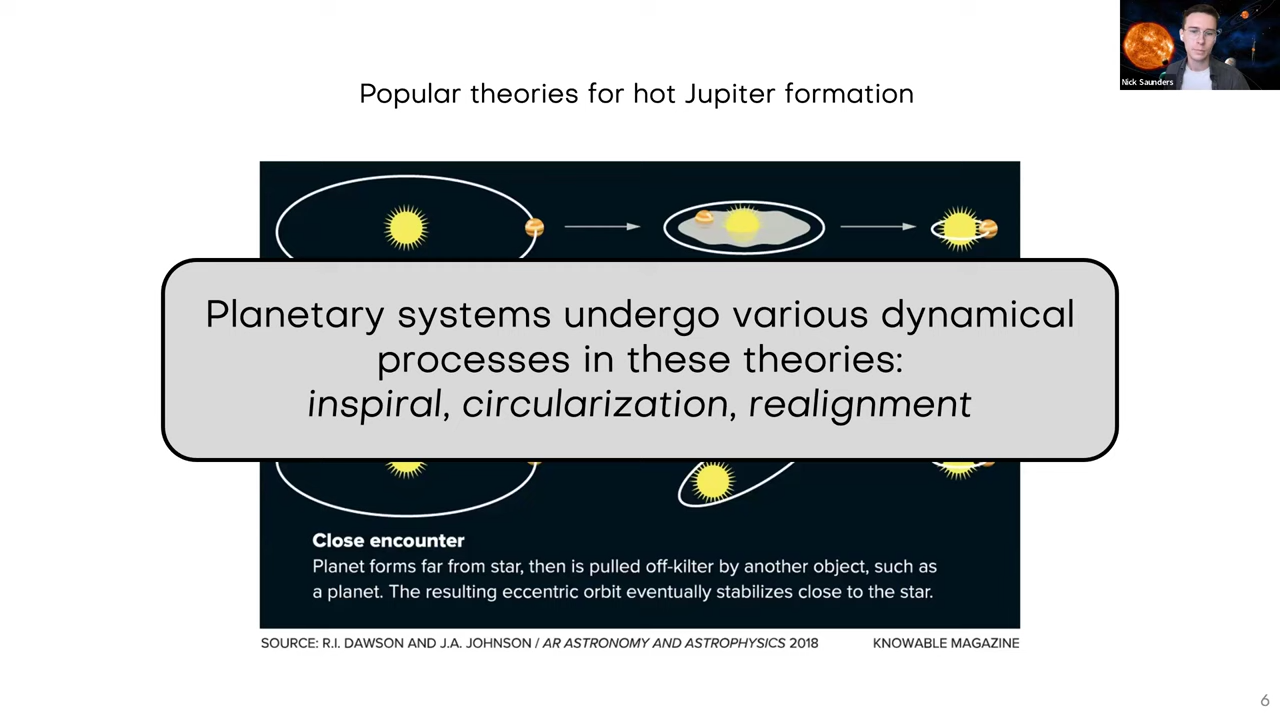 Nick Saunders
Popular theories for hot Jupiter formation
Planetary systems undergo various dynamical
processes in these theories:
inspiral, circularization, realignment
Close encounter
Planet forms far from star, then is pulled off-kilter by another object, such as
a planet. The resulting eccentric orbit eventually stabilizes close to the star.
SOURCE: R.I. DAWSON AND J.A. JOHNSON / AR ASTRONOMY AND ASTROPHYSICS 2018 KNOWABLE MAGAZINE
6